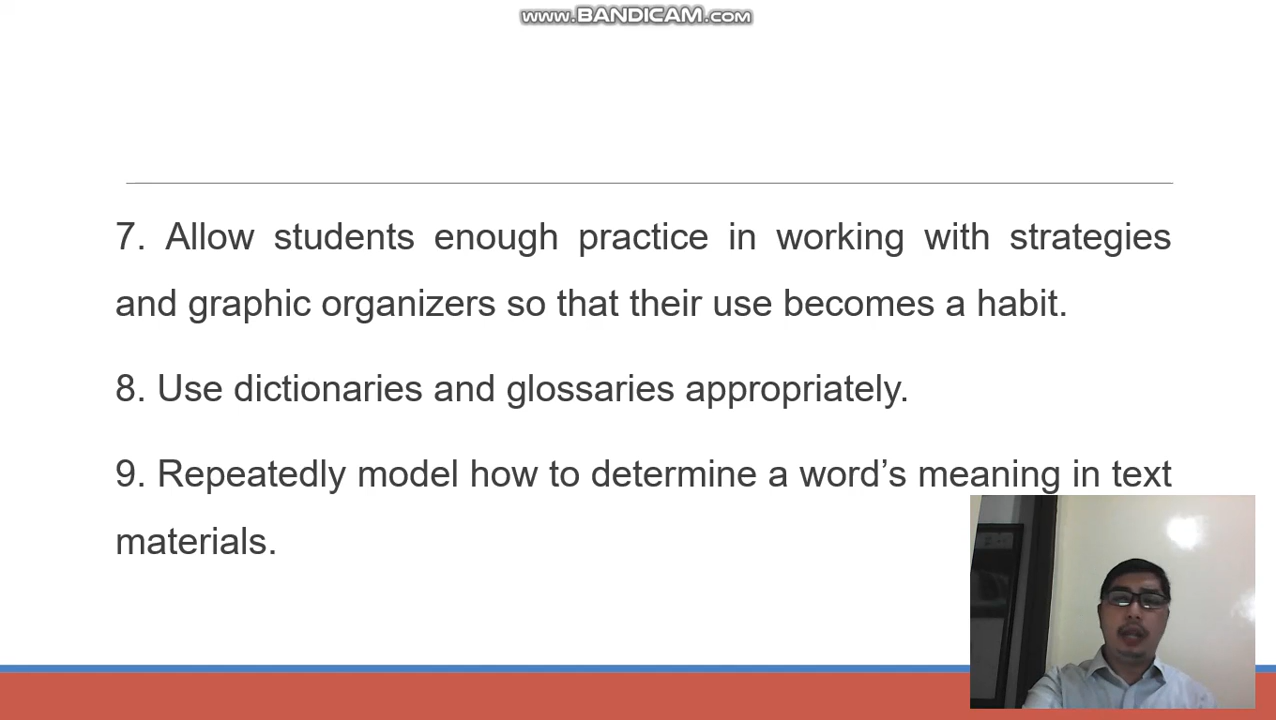 www.BANDICAM.com
7. Allow students enough practice in working with strategies
and graphic organizers so that their use becomes a habit.
8. Use dictionaries and glossaries appropriately.
9. Repeatedly model how to determine a word’s meaning in text
materials.